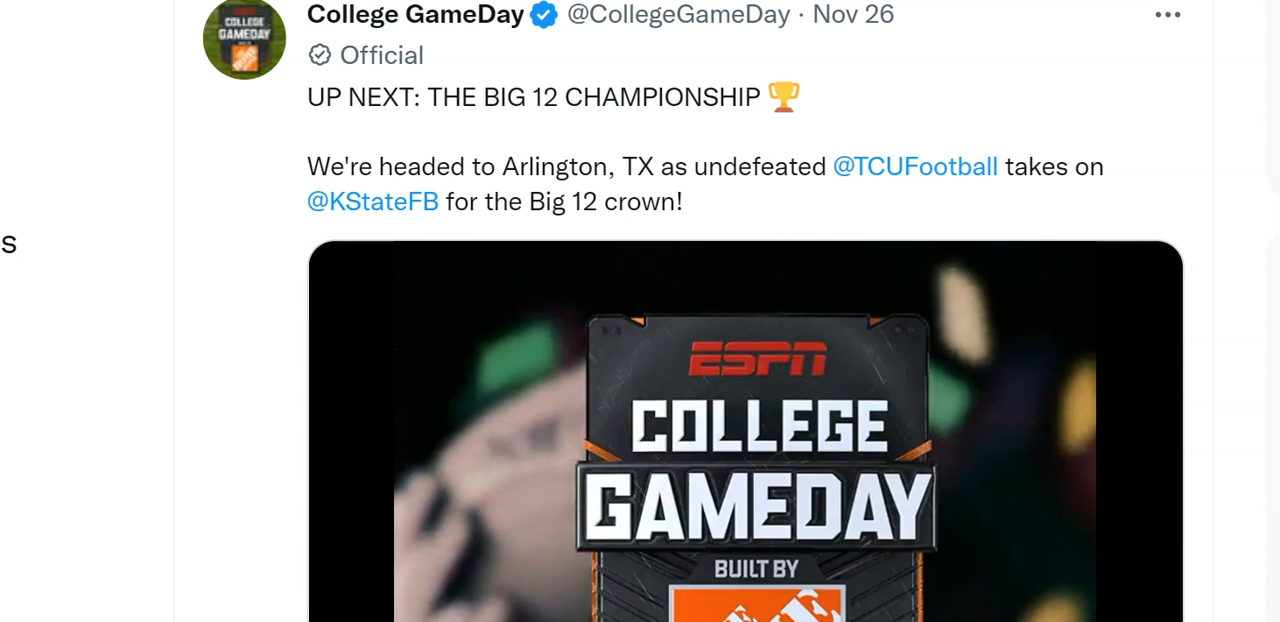 College GameDay @CollegeGameDay · Nov 26
Official
UP NEXT: THE BIG 12 CHAMPIONSHIP 🏆
We're headed to Arlington, TX as undefeated @TCUFootball takes on
@KStateFB for the Big 12 crown!
s
ESPN
COLLEGE
GAMEDAY
BUILT BY